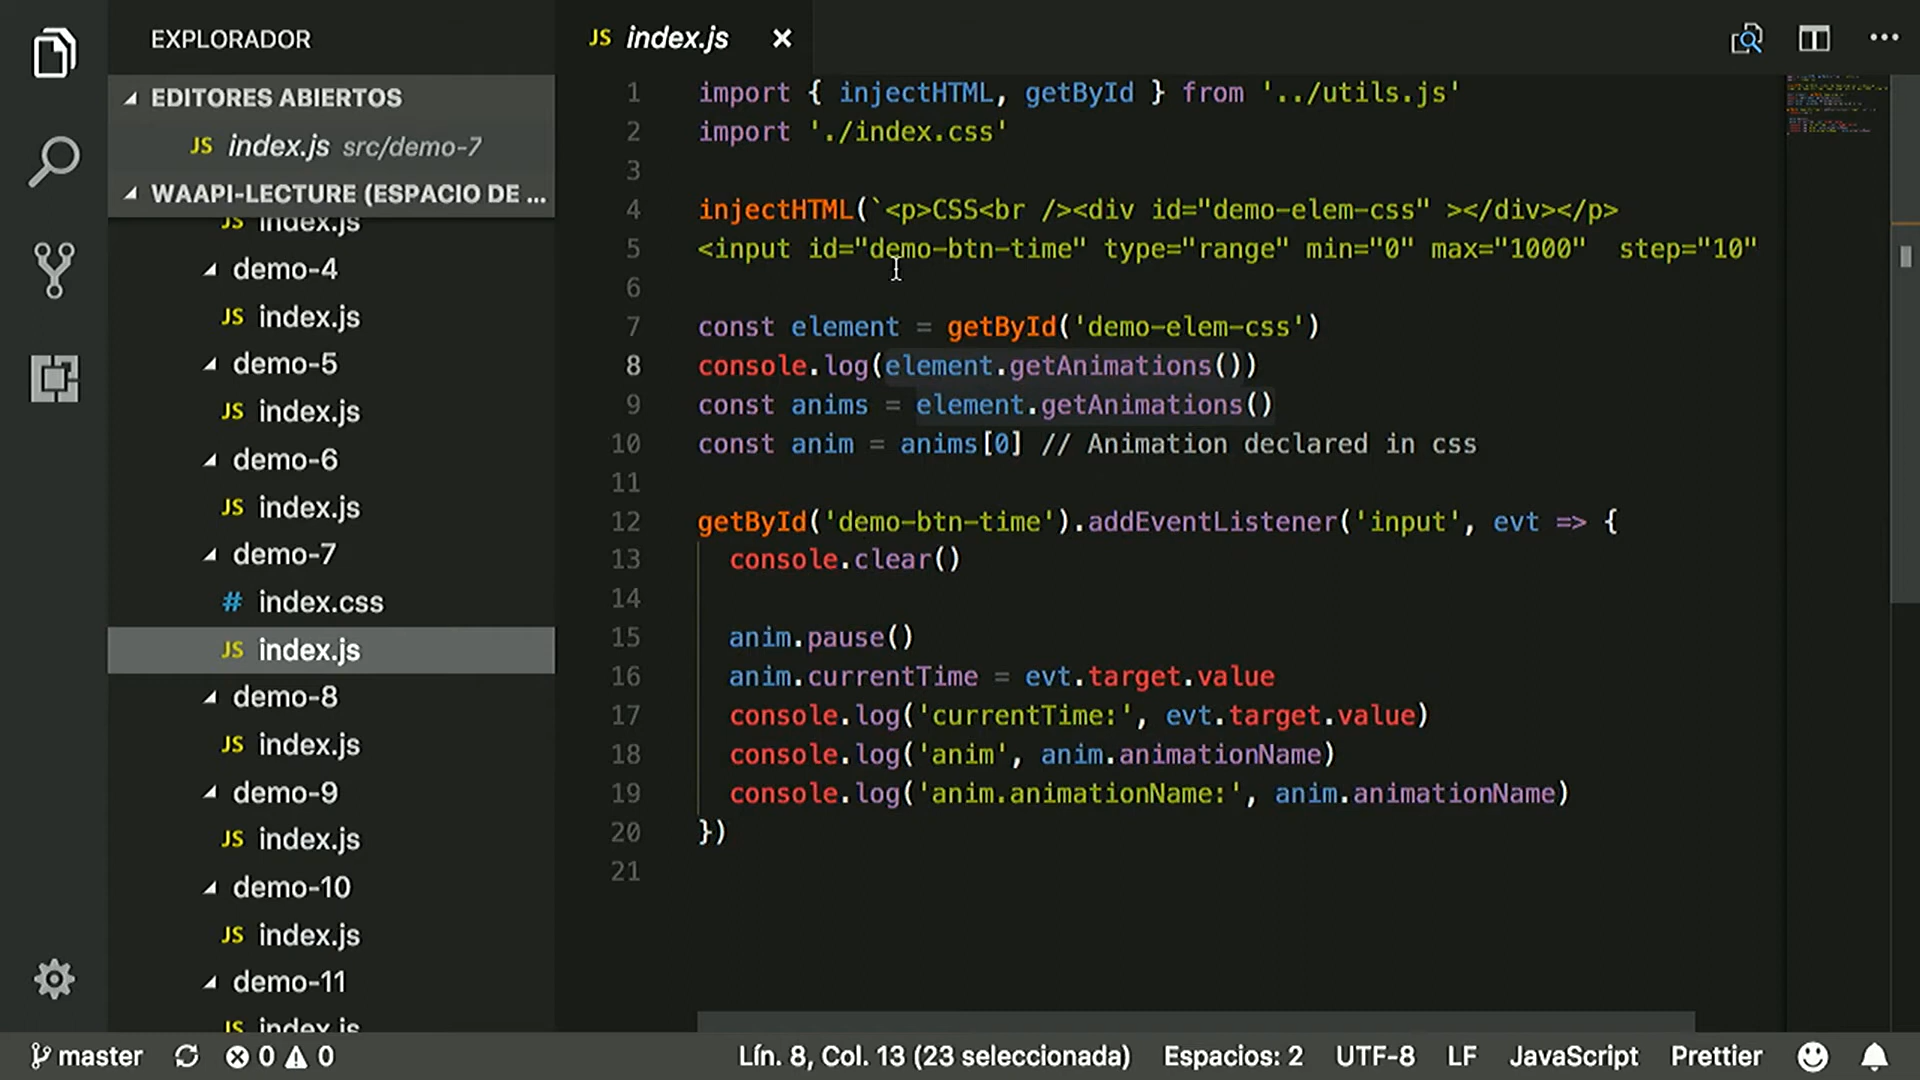 EXPLORADOR
EDITORES ABIERTOS
JS index.js src/demo-7
WAAPI-LECTURE (ESPACIO DE ...
JS index.js
demo-4
JS index.js
demo-5
JS index.js
demo-6
JS index.js
demo-7
# index.css
JS index.js
demo-8
JS index.js
demo-9
JS index.js
demo-10
JS index.js
demo-11
JS index.js
JS index.js ×
1 import { injectHTML, getById } from '../utils.js'
2 import './index.css'
3
4 injectHTML(`<p>CSS<br /><div id="demo-elem-css" ></div></p>
5 <input id="demo-btn-time" type="range" min="0" max="1000"  step="10"
6
7 const element = getById('demo-elem-css')
8 console.log(element.getAnimations())
9 const anims = element.getAnimations()
10 const anim = anims[0] // Animation declared in css
11
12 getById('demo-btn-time').addEventListener('input', evt => {
13   console.clear()
14
15   anim.pause()
16   anim.currentTime = evt.target.value
17   console.log('currentTime:', evt.target.value)
18   console.log('anim', anim.animationName)
19   console.log('anim.animationName:', anim.animationName)
20 })
21
master 0 0 Lín. 8, Col. 13 (23 seleccionada) Espacios: 2 UTF-8 LF JavaScript Prettier